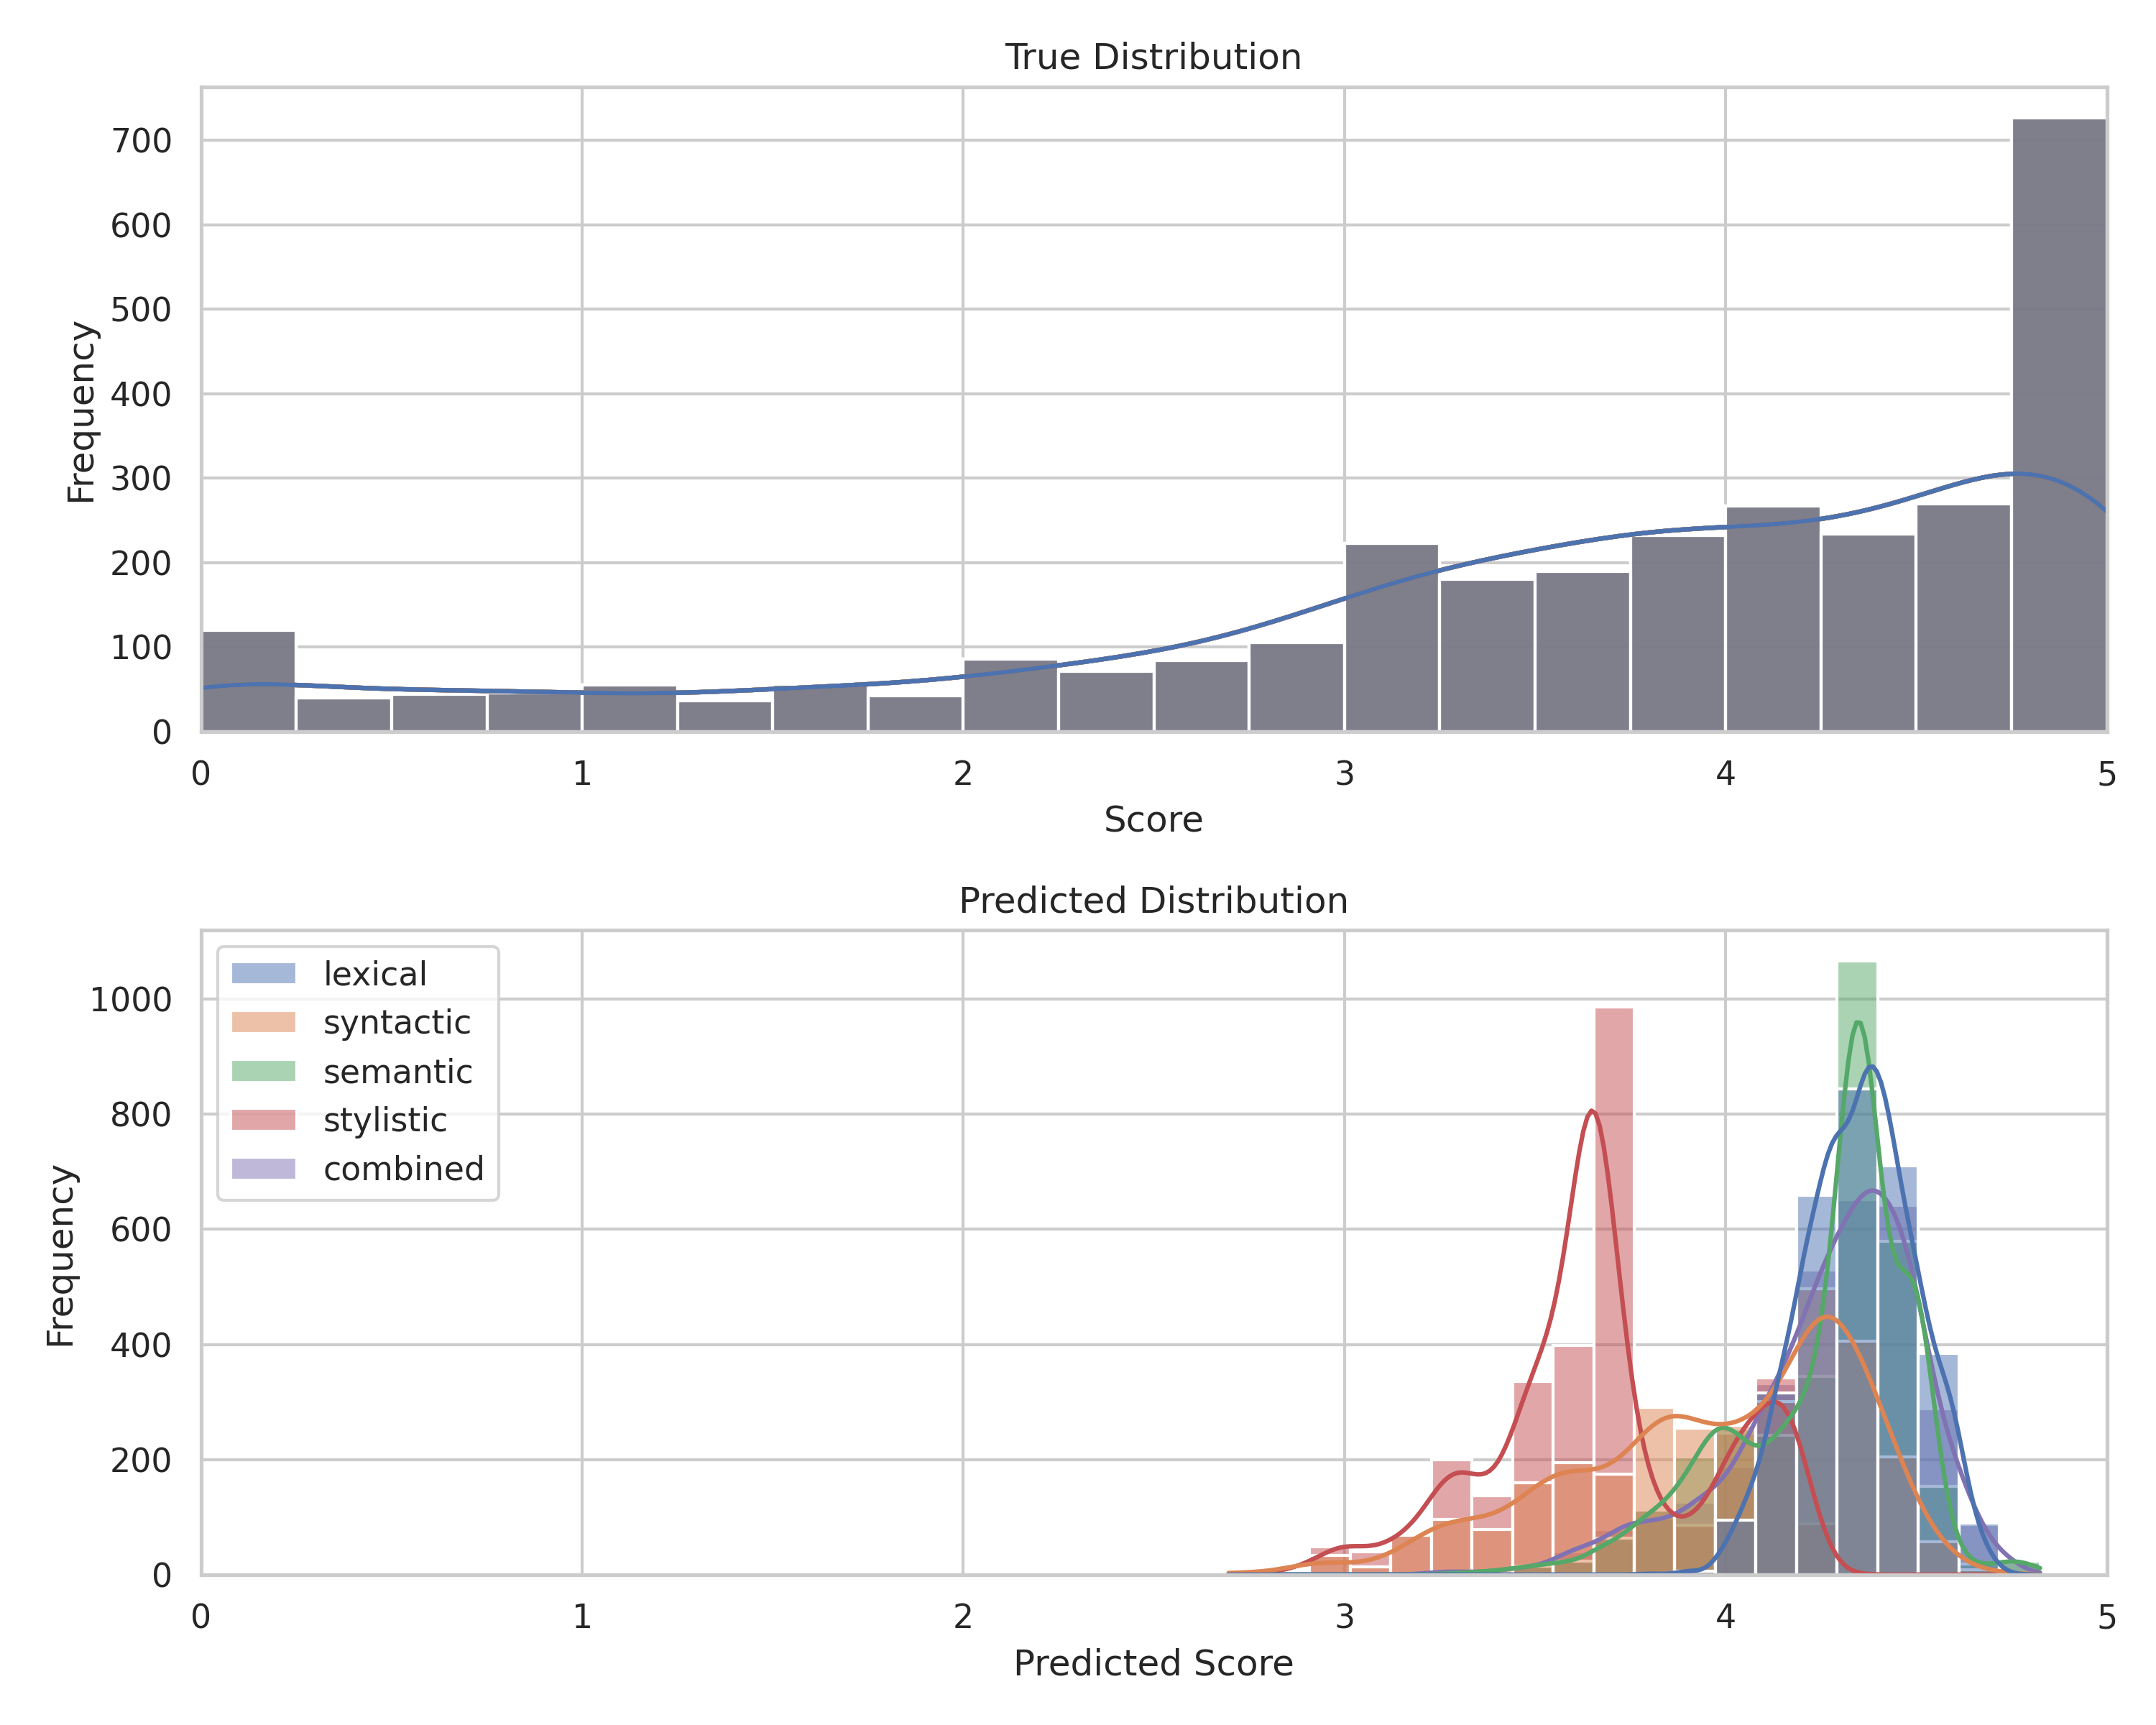 True Distribution
700
600
500
400
300
200
100
0
Frequency
0 1 2 3 4 5
Score
Predicted Distribution
lexical
syntactic
semantic
stylistic
combined
1000
800
600
400
200
0
Frequency
0 1 2 3 4 5
Predicted Score